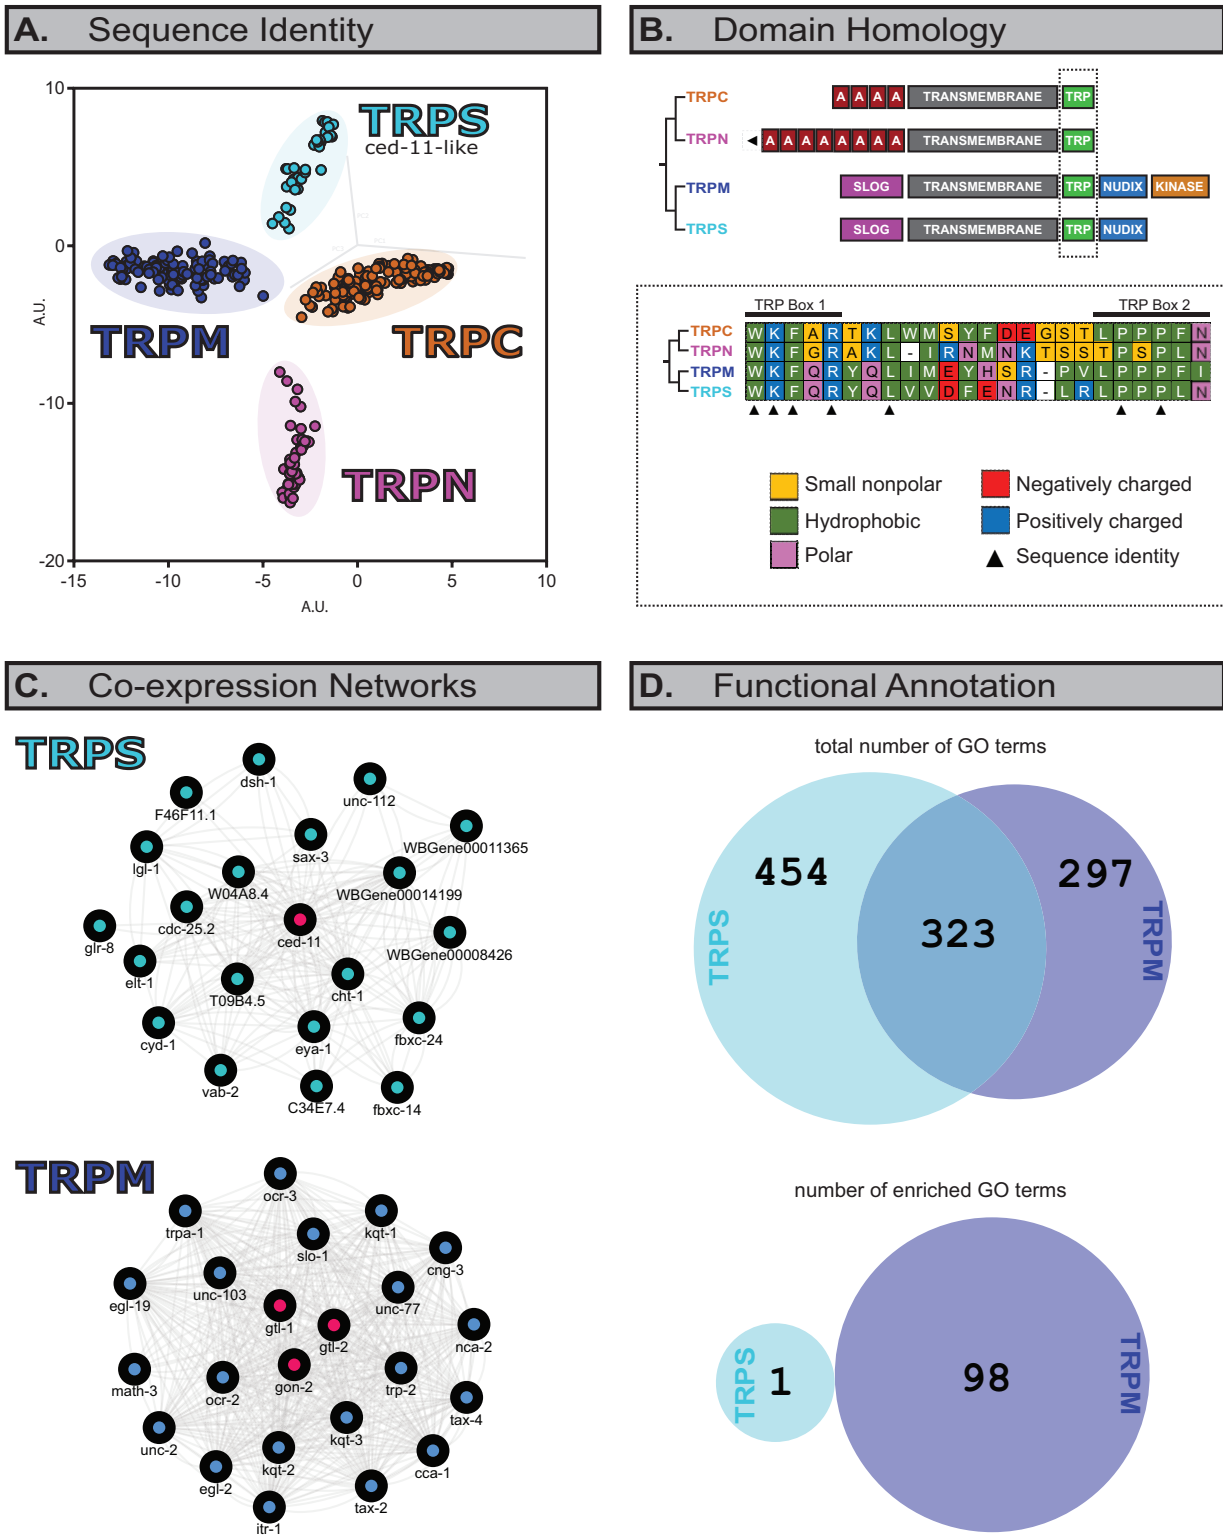 A. Sequence Identity
10
0
-10
-20
-15
-10
-5
0
5
10
A.U.
A.U.
TRPS
ced-11-like
TRPM
TRPC
TRPN
B. Domain Homology
TRPC A A A A TRANSMEMBRANE TRP
TRPN A A A A A A A A TRANSMEMBRANE TRP
TRPM SLOG TRANSMEMBRANE TRP NUDIX KINASE
TRPS SLOG TRANSMEMBRANE TRP NUDIX
TRP Box 1 TRP Box 2
TRPC W K F A R T K L W M S Y F D E G S T L P P P F N
TRPN W K F G R A K L - I R N M N K T S S T P S P L N
TRPM W K F Q R Y Q L I M E Y H S R - P V L P P P F I
TRPS W K F Q R Y Q L V V D F E N R - L R L P P P L N
Small nonpolar
Negatively charged
Hydrophobic
Positively charged
Polar
Sequence identity
C. Co-expression Networks
TRPS
dsh-1
unc-112
F46F11.1
sax-3
WBGene00011365
lgl-1
W04A8.4
WBGene00014199
cdc-25.2
ced-11
glr-8
WBGene00008426
elt-1
T09B4.5
cht-1
cyd-1
eya-1
fbxc-24
vab-2
C34E7.4
fbxc-14
TRPM
ocr-3
trpa-1
kqt-1
slo-1
cng-3
egl-19
unc-103
unc-77
gtl-1
gtl-2
nca-2
math-3
ocr-2
gon-2
trp-2
tax-4
unc-2
kqt-3
kqt-2
cca-1
egl-2
tax-2
itr-1
D. Functional Annotation
total number of GO terms
454
323
297
TRPS
TRPM
number of enriched GO terms
TRPS
1
98
TRPM